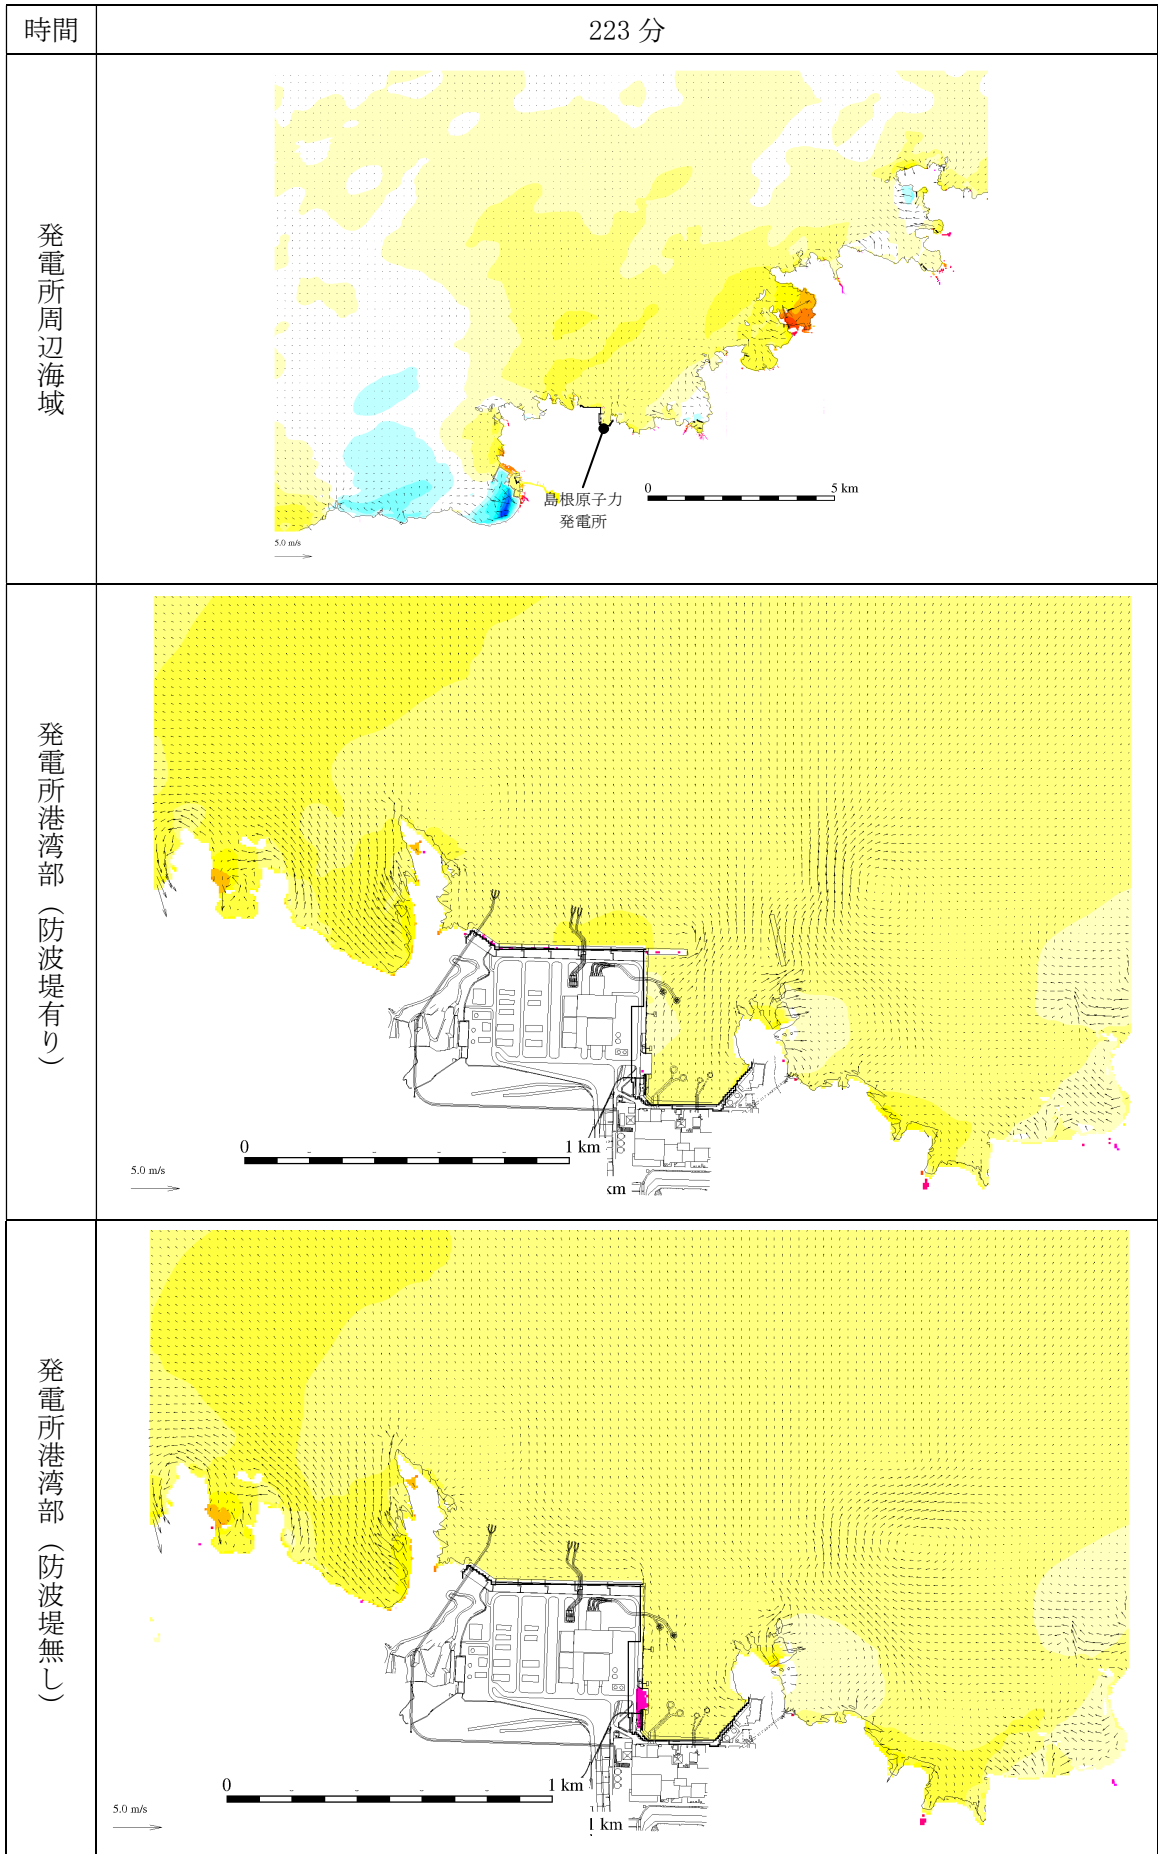 時間
223 分
発電所周辺海域
島根原子力
発電所
0
5 km
5.0 m/s
発電所港湾部（防波堤有り）
0
1 km
km
5.0 m/s
発電所港湾部（防波堤無し）
0
1 km
1 km
5.0 m/s